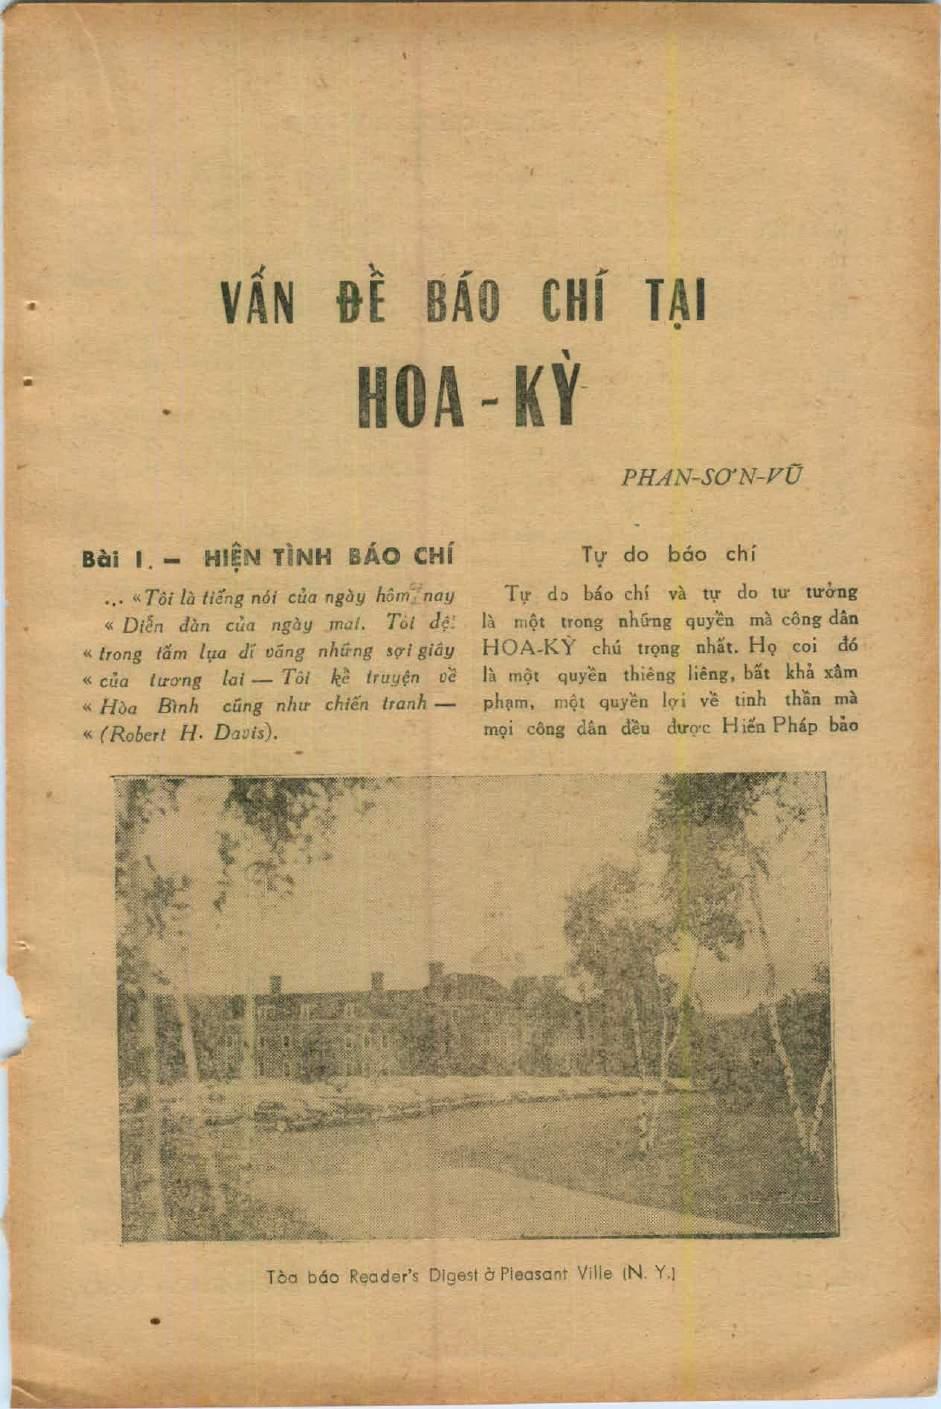 VẤN ĐỀ BÁO CHÍ TẠI
HOA-KỲ
PHAN-SƠN-VŨ
Bài I. — HIỆN TÌNH BÁO CHÍ
... «Tôi là tiếng nói của ngày hôm nay
« Diễn đàn của ngày mai. Tôi dệt
« trong tấm lụa dĩ vãng những sợi giây
« của tương lai — Tôi kể truyện về
« Hòa Bình cũng như chiến tranh —
« (Robert H. Davis).
Tự do báo chí
Tự do báo chí và tự do tư tưởng
là một trong những quyền mà công dân
HOA-KỲ chú trọng nhất. Họ coi đó
là một quyền thiêng liêng, bất khả xâm
phạm, một quyền lợi về tinh thần mà
mọi công dân đều được Hiến Pháp bảo
Tòa báo Reader's Digest ở Pleasant Ville (N. Y.)